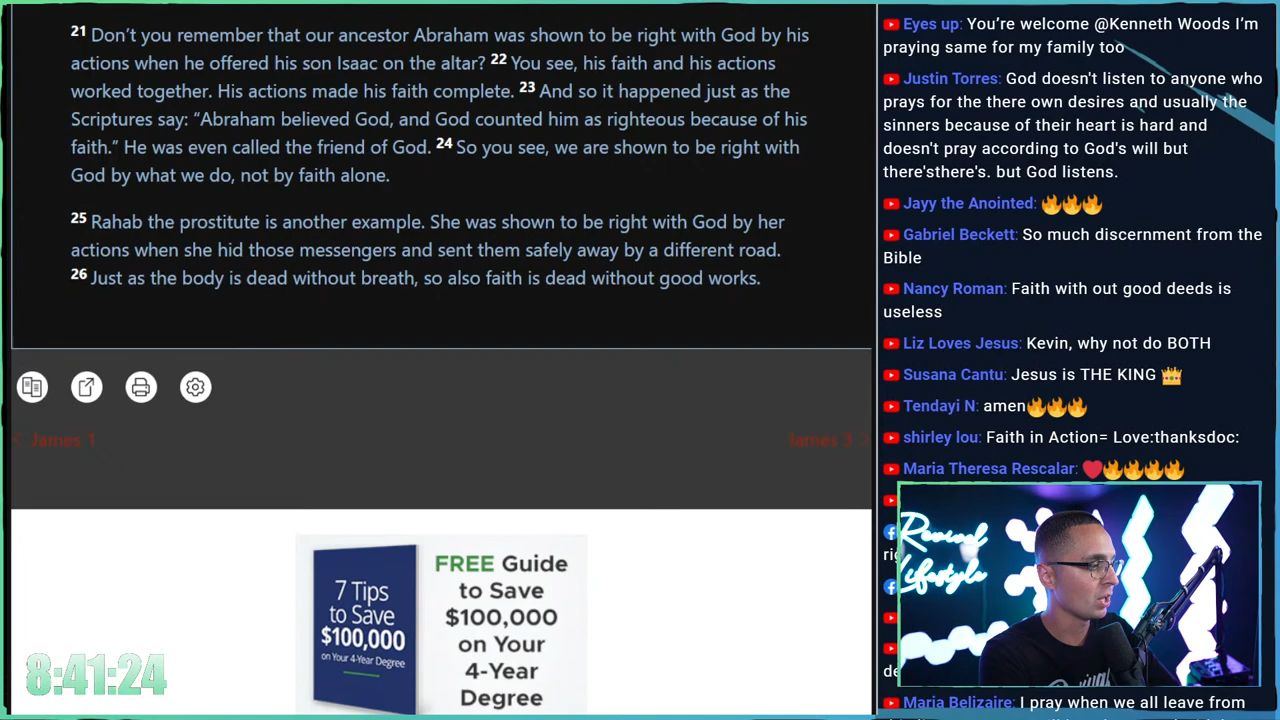 21 Don’t you remember that our ancestor Abraham was shown to be right with God by his
actions when he offered his son Isaac on the altar? 22 You see, his faith and his actions
worked together. His actions made his faith complete. 23 And so it happened just as the
Scriptures say: “Abraham believed God, and God counted him as righteous because of his
faith.” He was even called the friend of God. 24 So you see, we are shown to be right with
God by what we do, not by faith alone.
25 Rahab the prostitute is another example. She was shown to be right with God by her
actions when she hid those messengers and sent them safely away by a different road.
26 Just as the body is dead without breath, so also faith is dead without good works.
< James 1
James 3 >
7 Tips
to Save
$100,000
on Your 4-Year Degree
FREE Guide
to Save
$100,000
on Your
4-Year
Degree
8:41:24
Eyes up: You’re welcome @Kenneth Woods I’m
praying same for my family too
Justin Torres: God doesn't listen to anyone who
prays for the there own desires and usually the
sinners because of their heart is hard and
doesn't pray according to God's will but
there'sthere's. but God listens.
Jayy the Anointed: 🔥🔥🔥
Gabriel Beckett: So much discernment from the
Bible
Nancy Roman: Faith with out good deeds is
useless
Liz Loves Jesus: Kevin, why not do BOTH
Susana Cantu: Jesus is THE KING 👑
Tendayi N: amen🔥🔥🔥
shirley lou: Faith in Action= Love:thanksdoc:
Maria Theresa Rescalar: ❤️🔥🔥🔥🔥
Revival
Lifestyle
Maria Belizaire: I pray when we all leave from